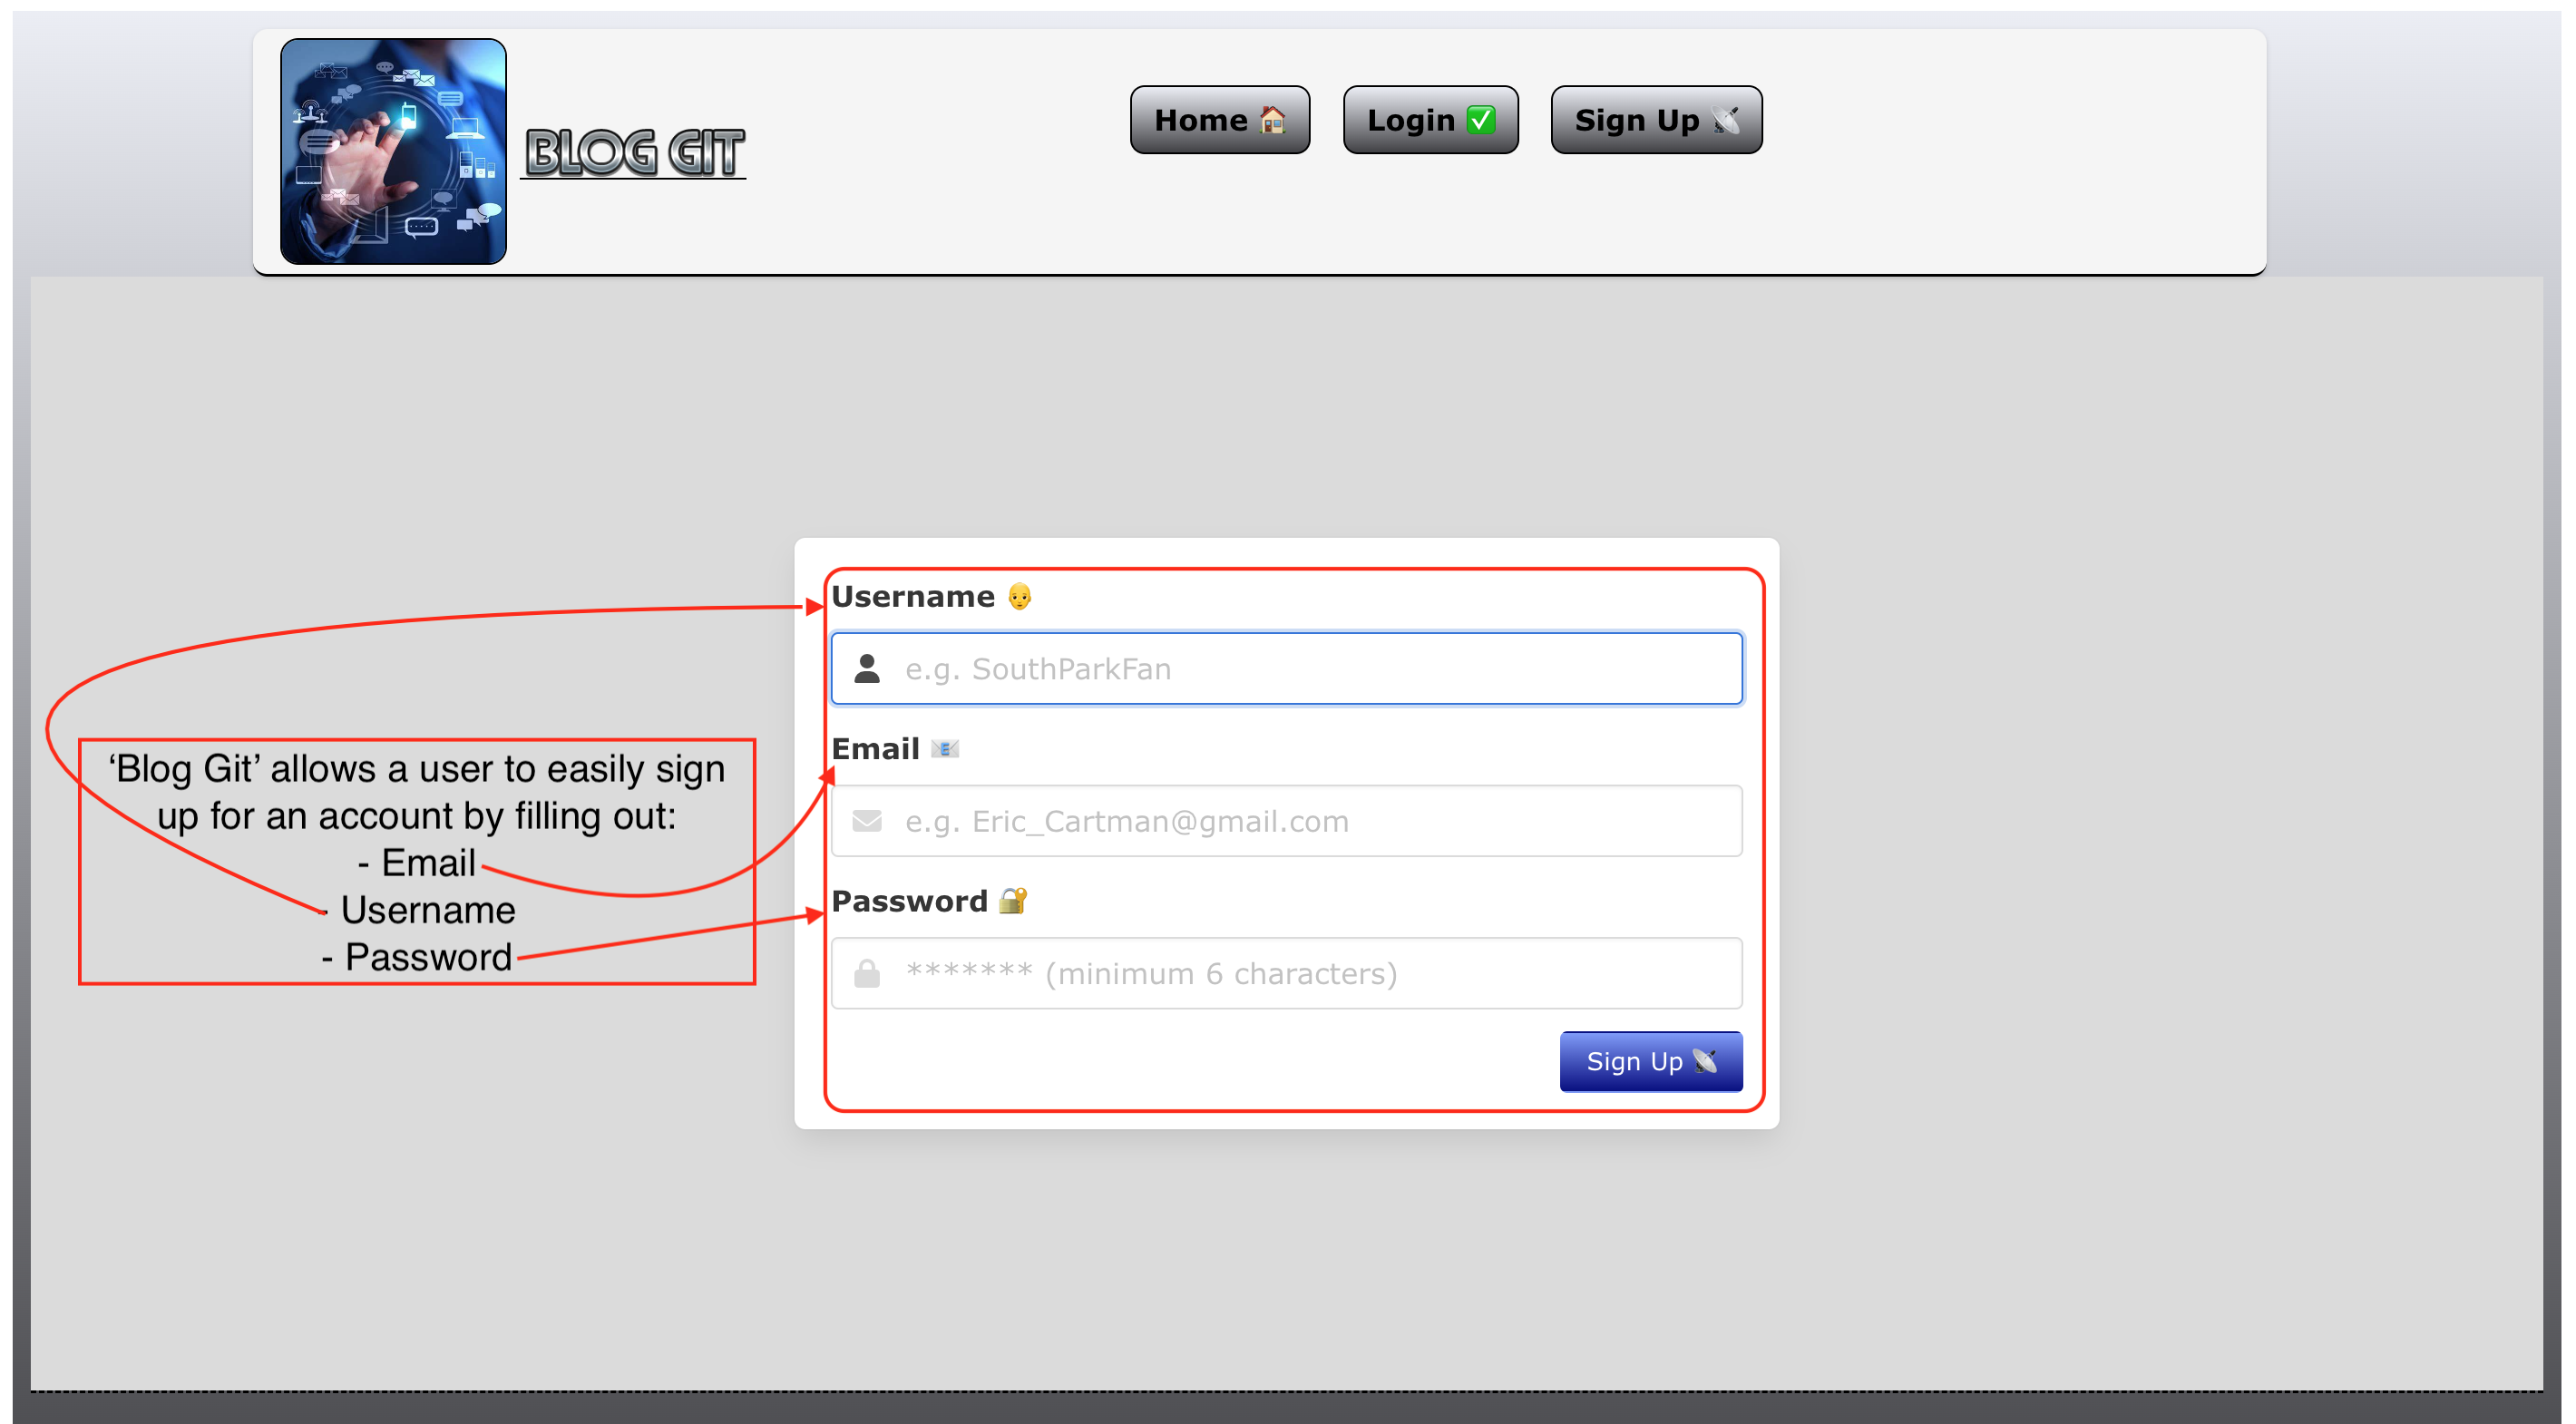 BLOG GIT
Home 🏠
Login ✅
Sign Up 📡
Username 👴
e.g. SouthParkFan
Email 📧
e.g. Eric_Cartman@gmail.com
Password 🔐
******* (minimum 6 characters)
Sign Up 📡
‘Blog Git’ allows a user to easily sign
up for an account by filling out:
- Email
- Username
- Password